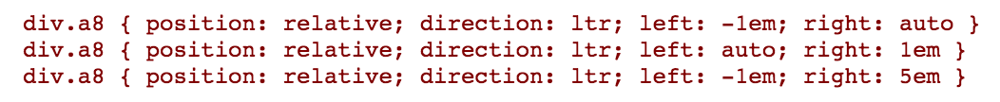 div.a8 { position: relative; direction: ltr; left: -1em; right: auto }
div.a8 { position: relative; direction: ltr; left: auto; right: 1em }
div.a8 { position: relative; direction: ltr; left: -1em; right: 5em }